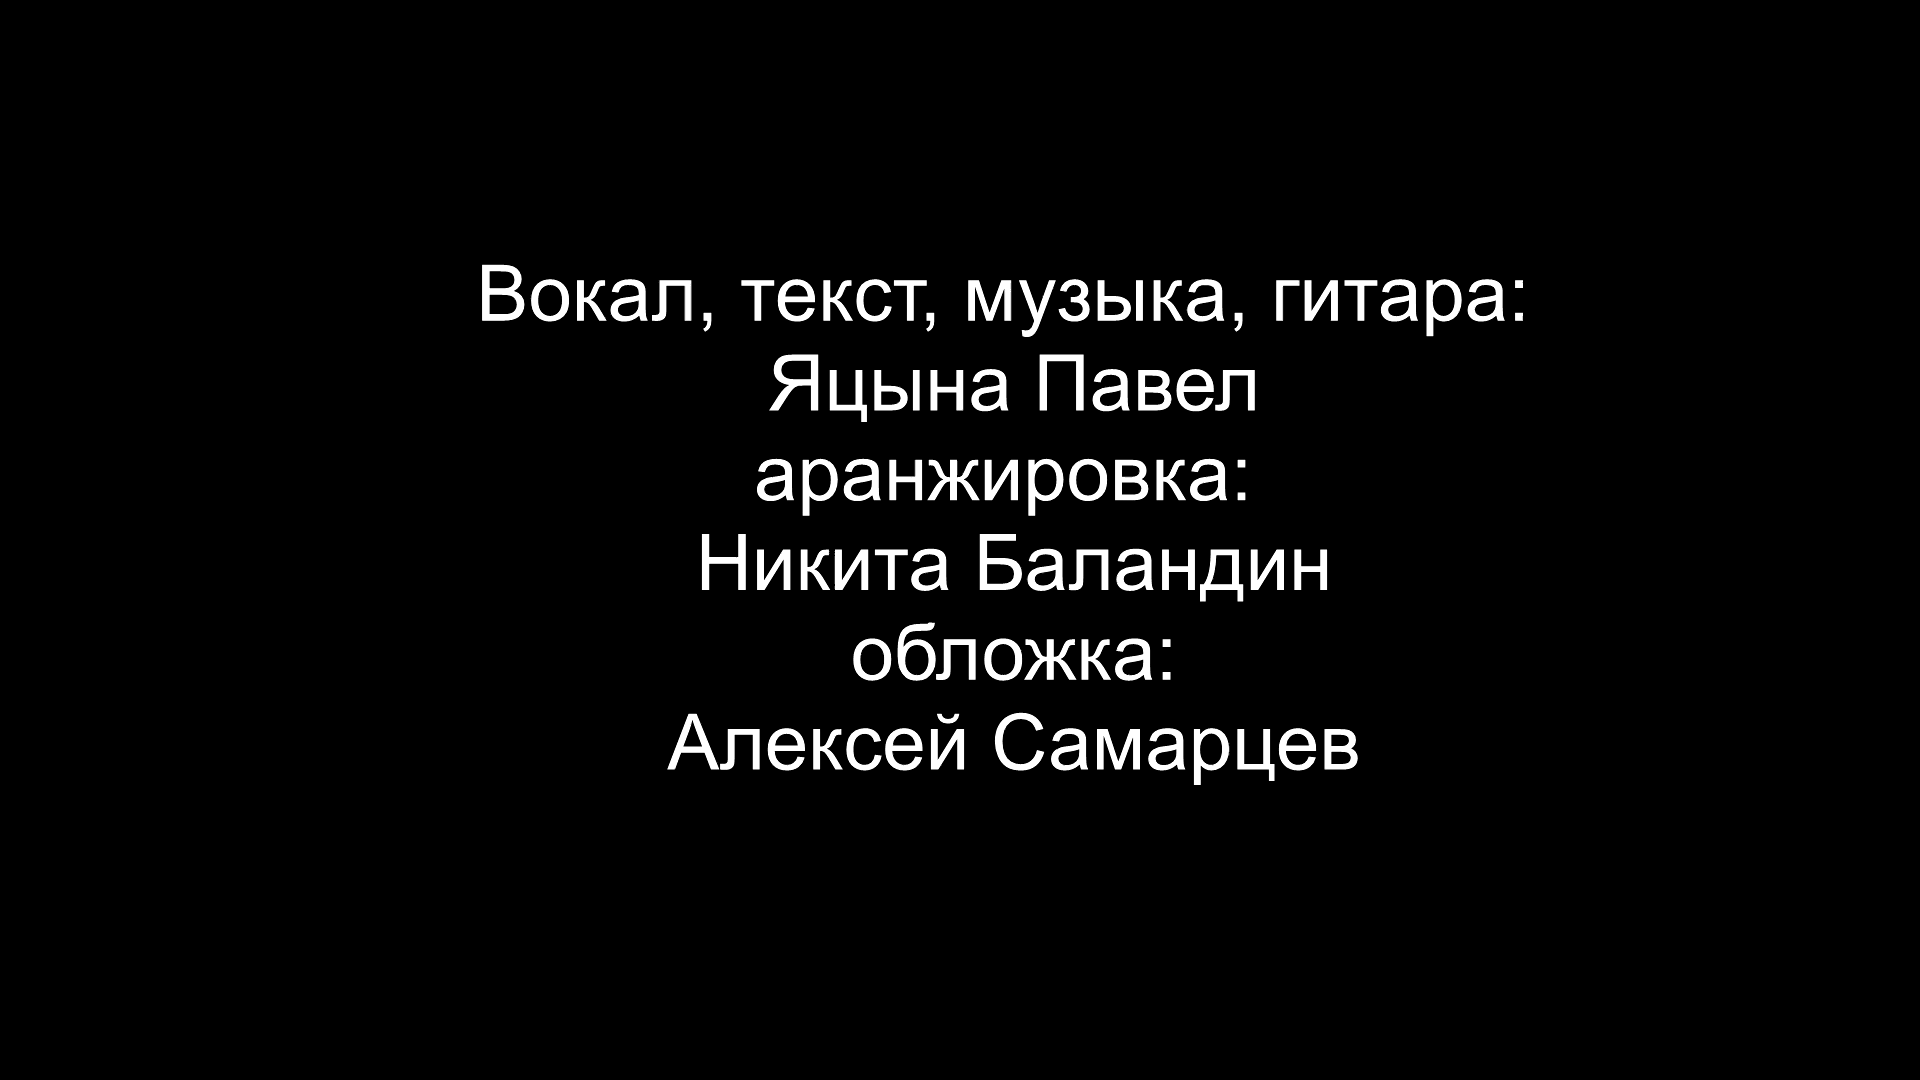 Вокал, текст, музыка, гитара:
Яцына Павел
аранжировка:
Никита Баландин
обложка:
Алексей Самарцев